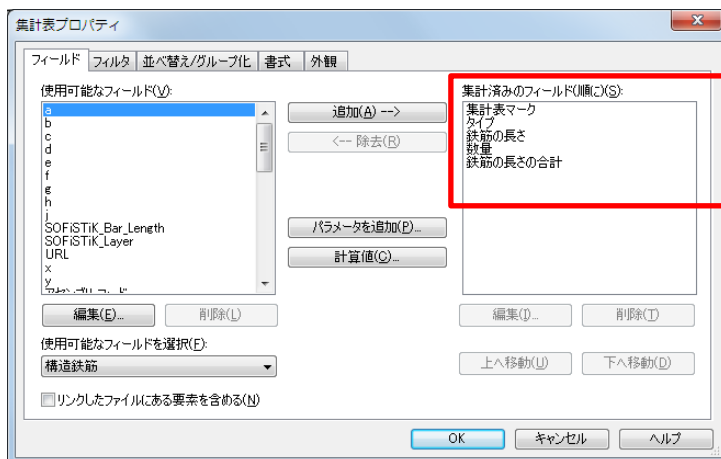 集計表プロパティ
フィールド フィルタ 並べ替え/グループ化 書式 外観
使用可能なフィールド(V):
a
b
c
d
e
f
g
h
j
SOFiSTiK_Bar_Length
SOFiSTiK_Layer
URL
x
y
追加(A) -->
<-- 除去(R)
パラメータを追加(P)...
計算値(C)...
集計済みのフィールド(順に)(S):
集計表マーク
タイプ
鉄筋の長さ
数量
鉄筋の長さの合計
編集(E)...
削除(L)
編集(I)...
削除(T)
使用可能なフィールドを選択(F):
構造鉄筋
上へ移動(U)
下へ移動(D)
リンクしたファイルにある要素を含める(N)
OK
キャンセル
ヘルプ